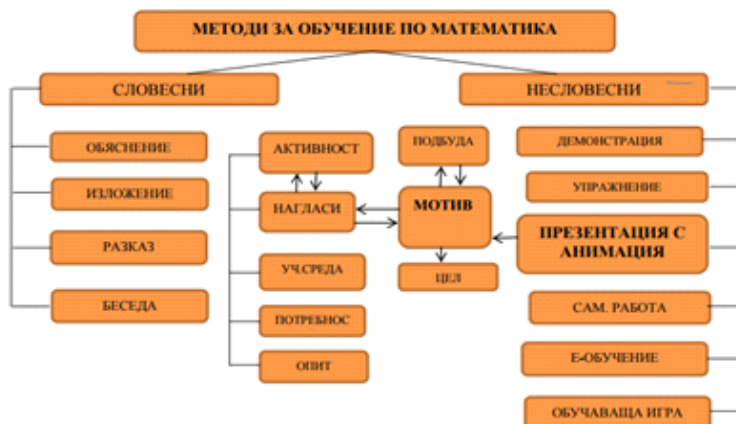 МЕТОДИ ЗА ОБУЧЕНИЕ ПО МАТЕМАТИКА
СЛОВЕСНИ
НЕСЛОВЕСНИ
ОБЯСНЕНИЕ
ИЗЛОЖЕНИЕ
РАЗКАЗ
БЕСЕДА
АКТИВНОСТ
НАГЛАСИ
УЧ.СРЕДА
ПОТРЕБНОС
ОПИТ
ПОДБУДА
МОТИВ
ЦЕЛ
ДЕМОНСТРАЦИЯ
УПРАЖНЕНИЕ
ПРЕЗЕНТАЦИЯ С
АНИМАЦИЯ
САМ. РАБОТА
Е-ОБУЧЕНИЕ
ОБУЧАВАЩА ИГРА